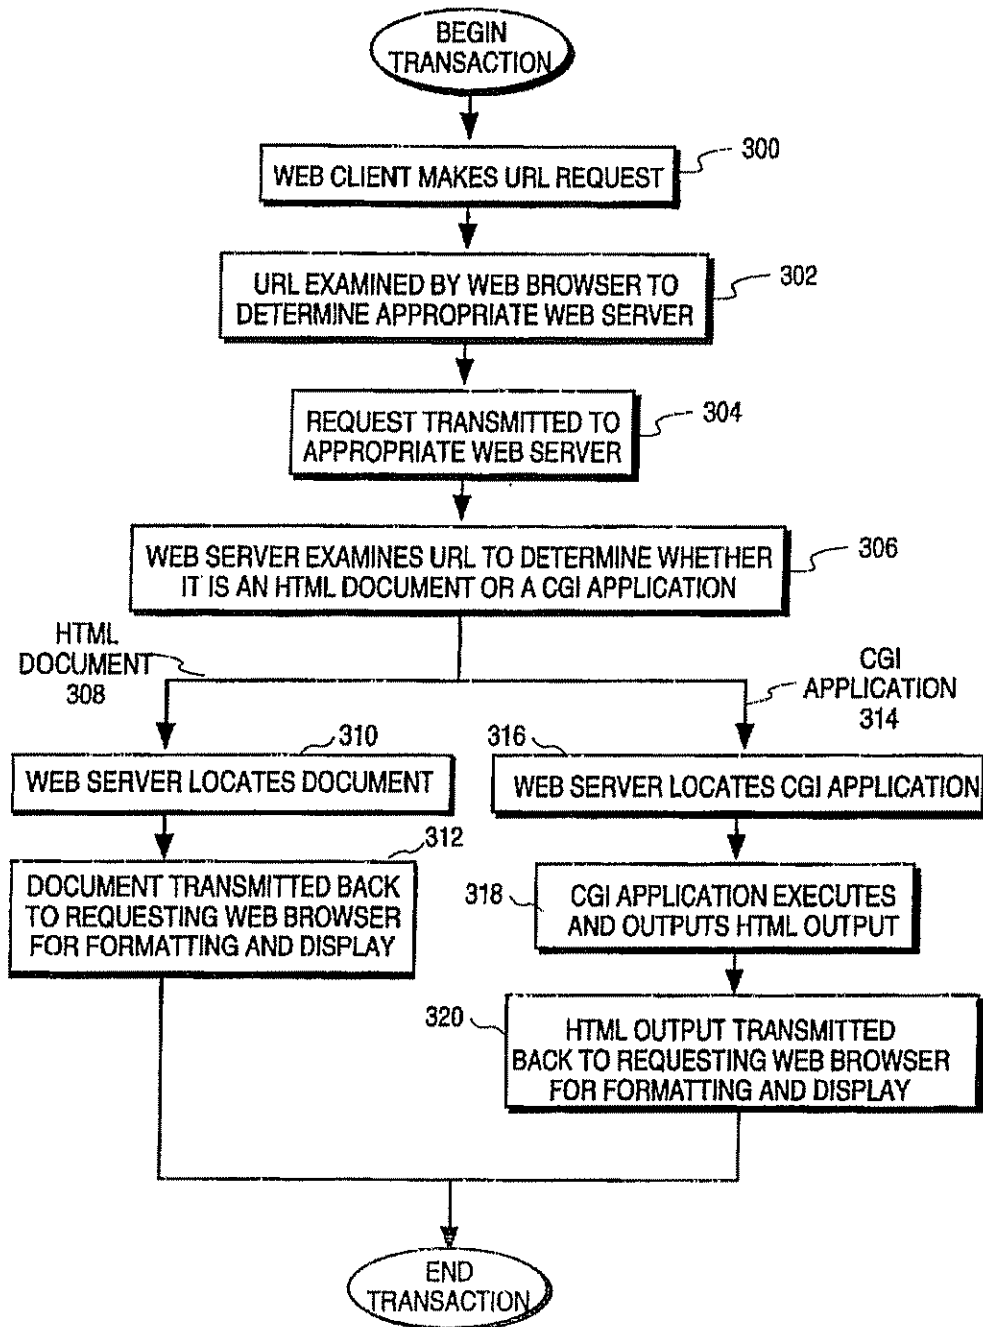 BEGIN
TRANSACTION
300
WEB CLIENT MAKES URL REQUEST
302
URL EXAMINED BY WEB BROWSER TO
DETERMINE APPROPRIATE WEB SERVER
304
REQUEST TRANSMITTED TO
APPROPRIATE WEB SERVER
306
WEB SERVER EXAMINES URL TO DETERMINE WHETHER
IT IS AN HTML DOCUMENT OR A CGI APPLICATION
HTML
DOCUMENT
308
CGI
APPLICATION
314
310
WEB SERVER LOCATES DOCUMENT
312
DOCUMENT TRANSMITTED BACK
TO REQUESTING WEB BROWSER
FOR FORMATTING AND DISPLAY
316
WEB SERVER LOCATES CGI APPLICATION
318
CGI APPLICATION EXECUTES
AND OUTPUTS HTML OUTPUT
320
HTML OUTPUT TRANSMITTED
BACK TO REQUESTING WEB BROWSER
FOR FORMATTING AND DISPLAY
END
TRANSACTION